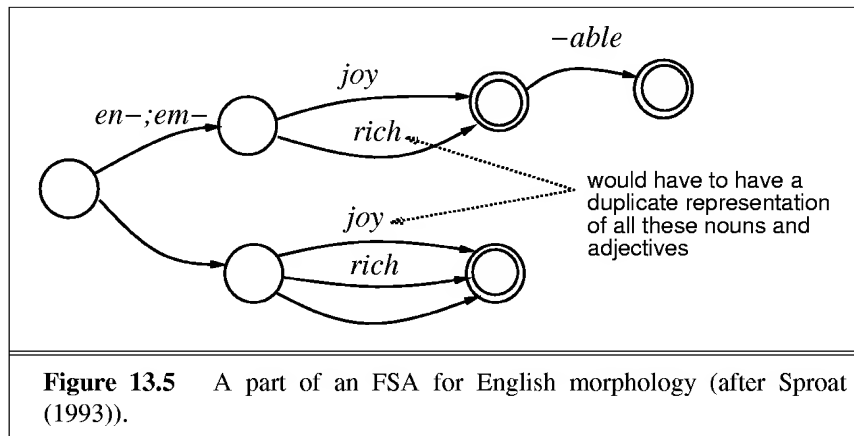 –able
joy
en–;em–
rich
would have to have a
duplicate representation
of all these nouns and
adjectives
joy
rich
Figure 13.5 A part of an FSA for English morphology (after Sproat
(1993)).